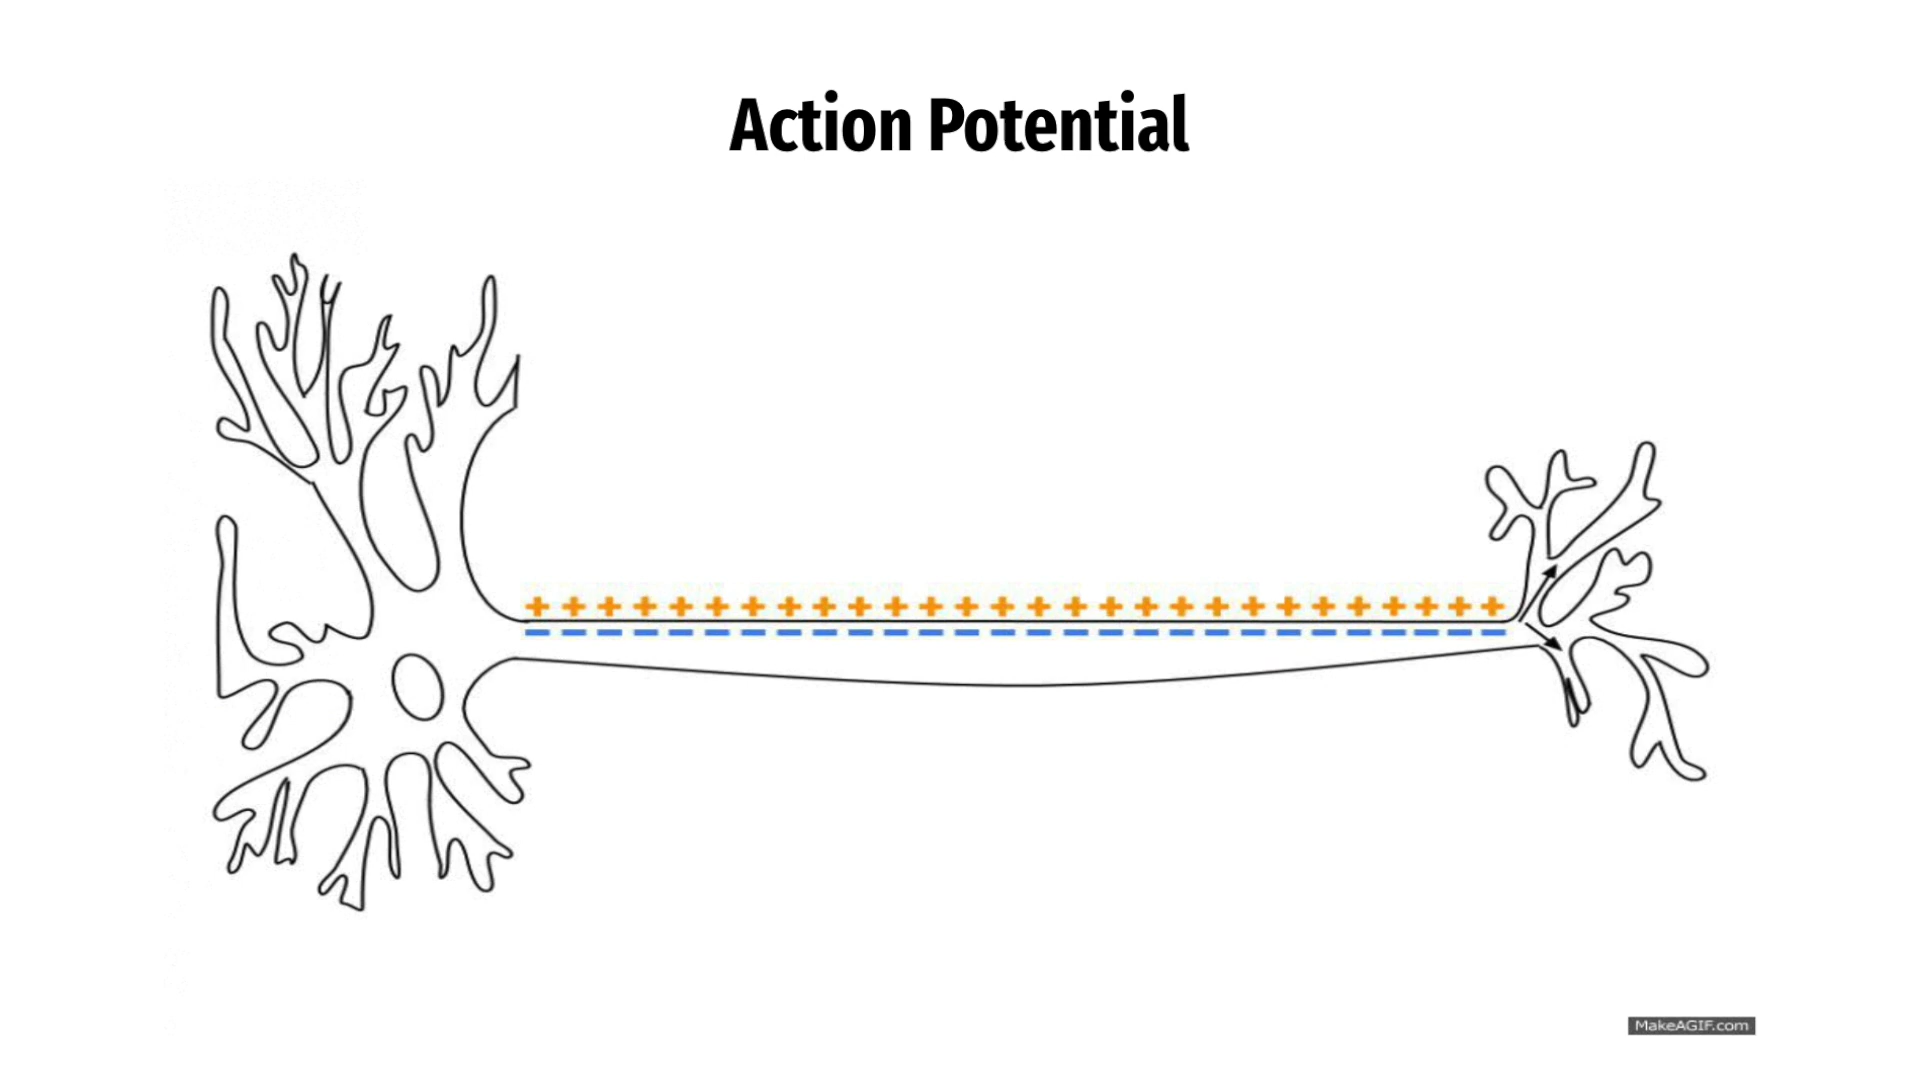 Action Potential
+ + + + + + + + + + + + + + + + + + + + + + + + + + + +
− − − − − − − − − − − − − − − − − − − − − − − − − − − −
MakeAGIF.com